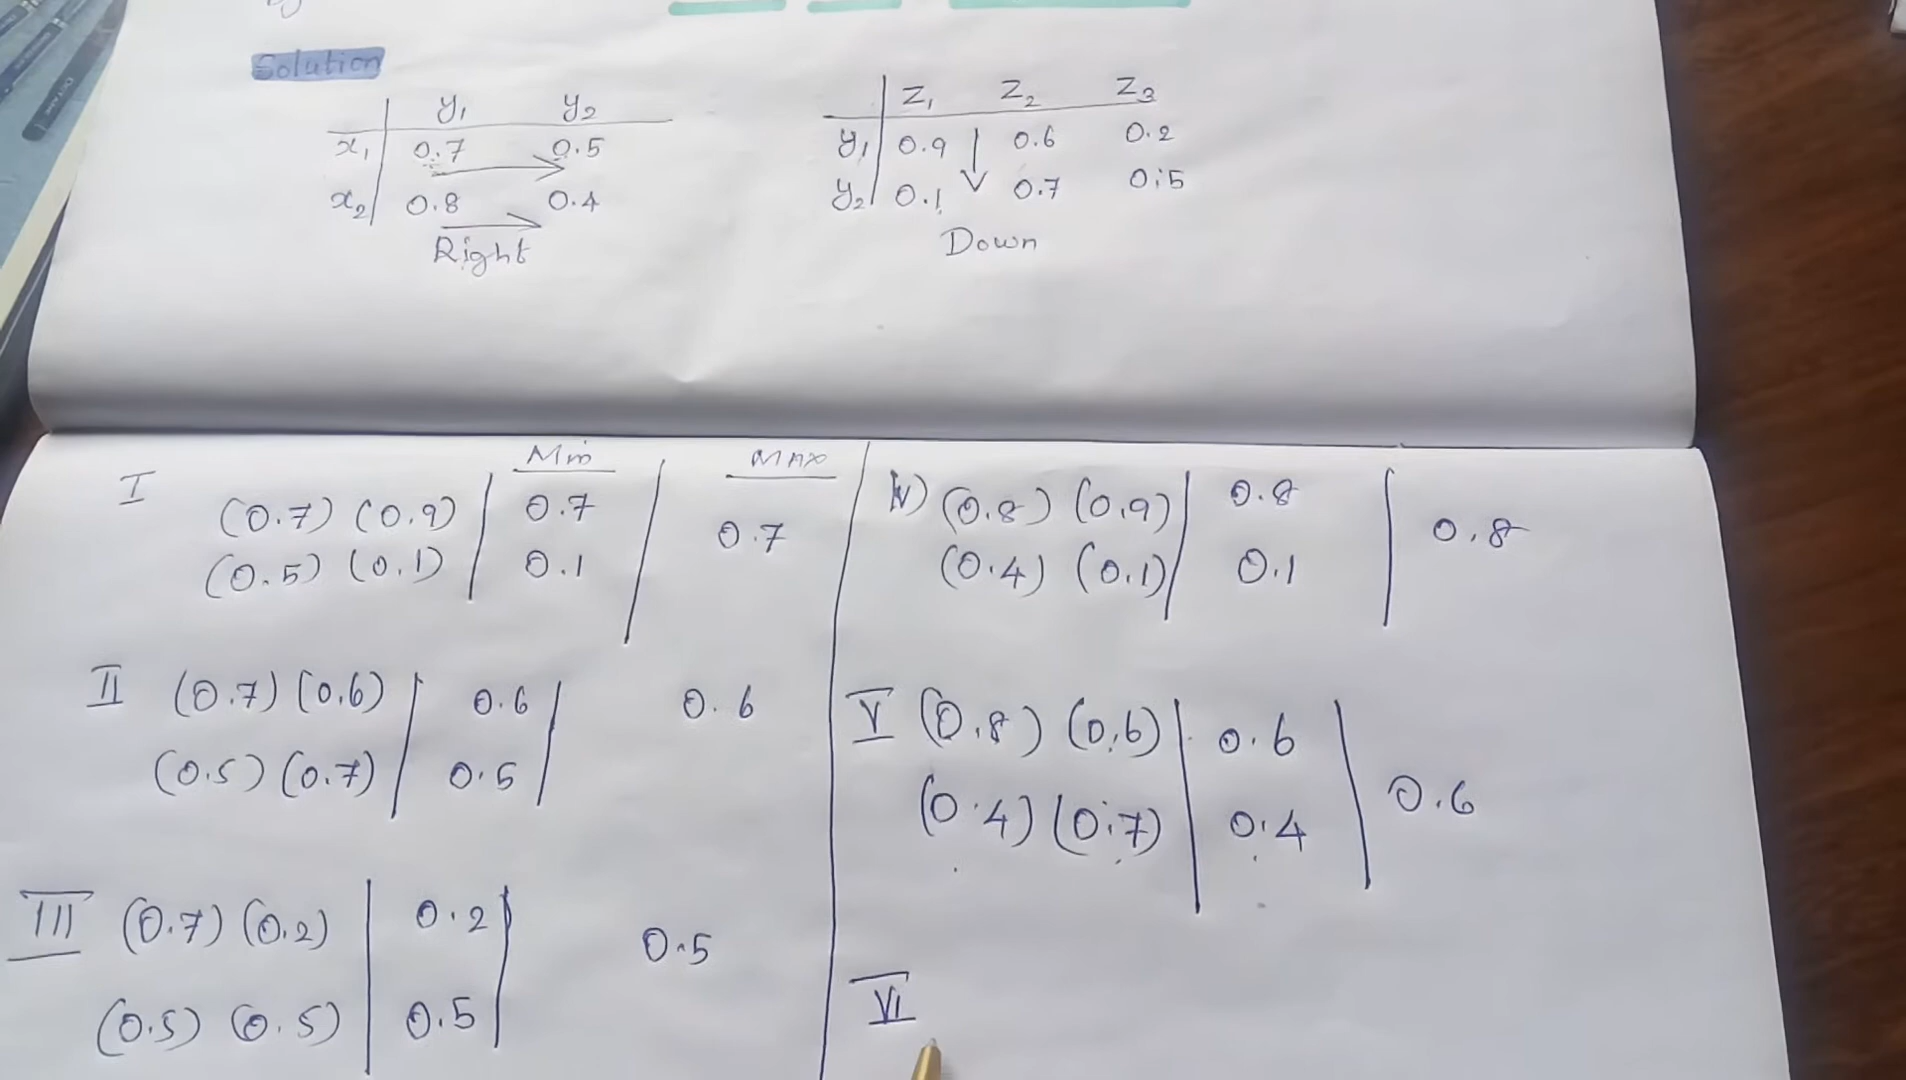 Solution
y₁ y₂
x₁ 0.7 0.5
x₂ 0.8 0.4
Right
Z₁ Z₂ Z₃
y₁ 0.9 0.6 0.2
y₂ 0.1 0.7 0.5
Down
Min MAX
I (0.7) (0.9) 0.7
0.7
(0.5) (0.1) 0.1
II (0.7) (0.6) 0.6 0.6
(0.5) (0.7) 0.5
III (0.7) (0.2) 0.2
0.5
(0.5) (0.5) 0.5
IV) (0.8) (0.9) 0.8
0.8
(0.4) (0.1) 0.1
V (0.8) (0.6) 0.6
0.6
(0.4) (0.7) 0.4
VI